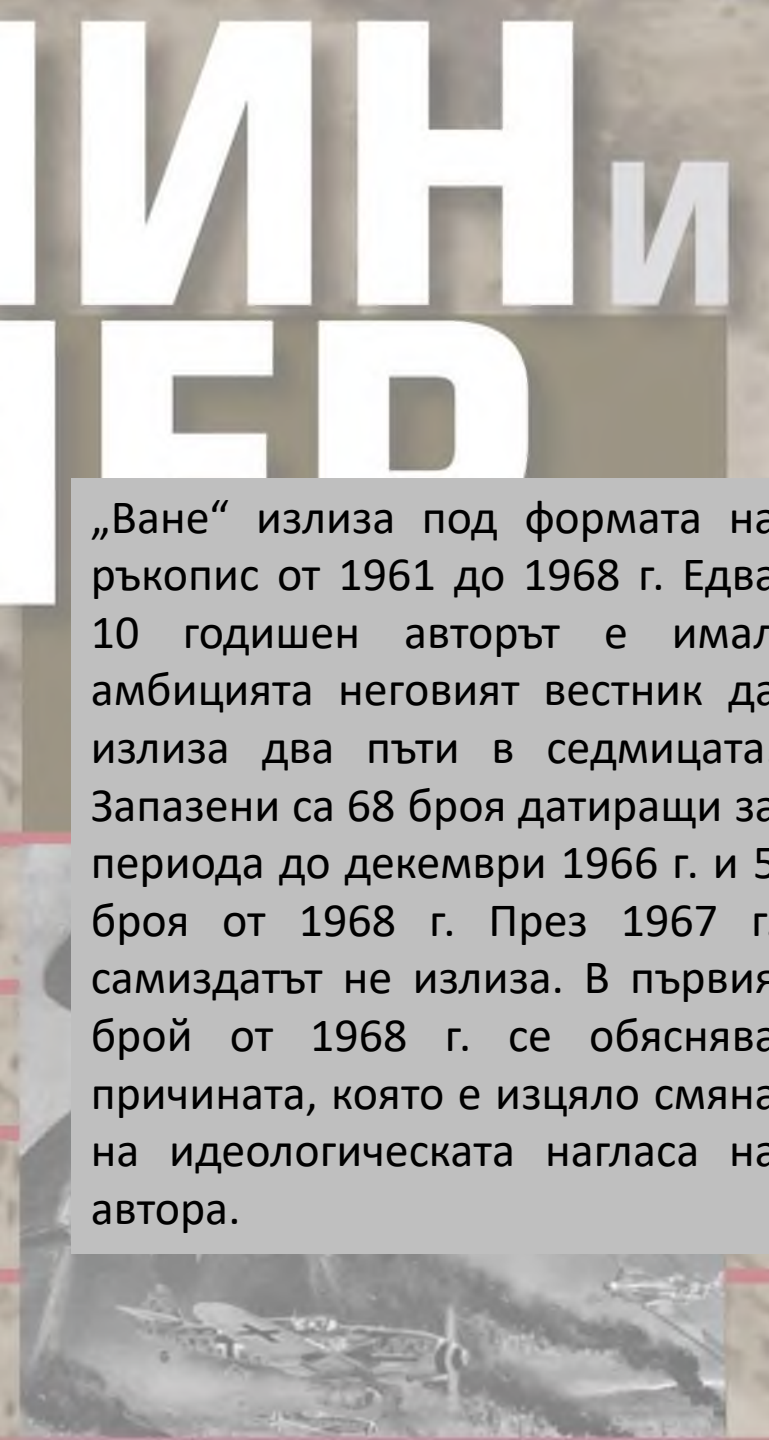 ИН и
ЕР
„Ване“ излиза под формата на
ръкопис от 1961 до 1968 г. Едва
10 годишен авторът е имал
амбицията неговият вестник да
излиза два пъти в седмицата.
Запазени са 68 броя датиращи за
периода до декември 1966 г. и 5
броя от 1968 г. През 1967 г.
самиздатът не излиза. В първия
брой от 1968 г. се обяснява
причината, която е изцяло смяна
на идеологическата нагласа на
автора.